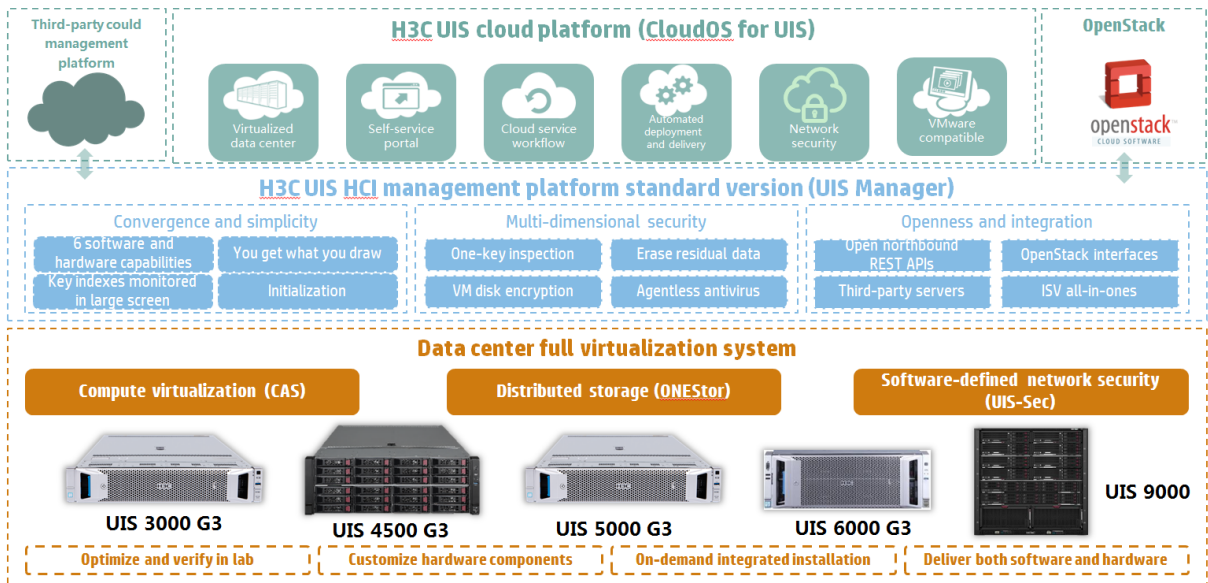 Third-party could
management
platform
H3C UIS cloud platform (CloudOS for UIS)
OpenStack
Virtualized
data center
Self-service
portal
Cloud service
workflow
Automated
deployment
and delivery
Network
security
VMware
compatible
openstack™
CLOUD SOFTWARE
H3C UIS HCI management platform standard version (UIS Manager)
Convergence and simplicity
6 software and
hardware capabilities
You get what you draw
Key indexes monitored
in large screen
Initialization
Multi-dimensional security
One-key inspection
Erase residual data
VM disk encryption
Agentless antivirus
Openness and integration
Open northbound
REST APIs
OpenStack interfaces
Third-party servers
ISV all-in-ones
Data center full virtualization system
Compute virtualization (CAS)
Distributed storage (ONEStor)
Software-defined network security
(UIS-Sec)
UIS 3000 G3
UIS 4500 G3
UIS 5000 G3
UIS 6000 G3
UIS 9000
Optimize and verify in lab
Customize hardware components
On-demand integrated installation
Deliver both software and hardware